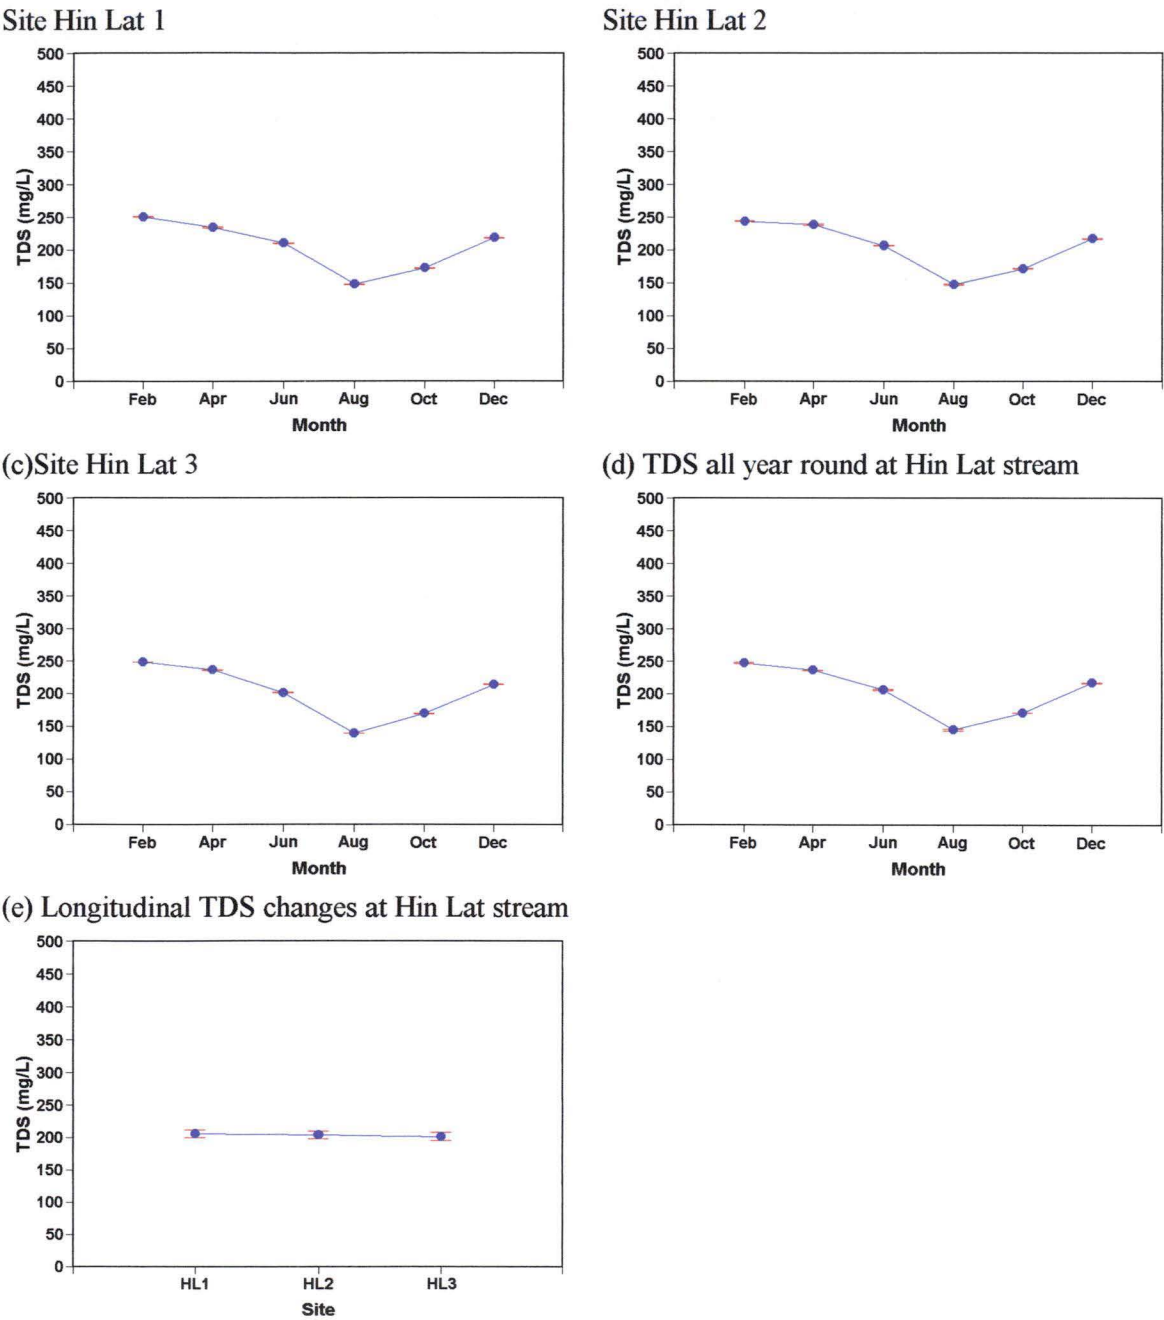 Site Hin Lat 1
500
450
400
350
300
250
200
150
100
50
0
TDS (mg/L)
Feb Apr Jun Aug Oct Dec
Month
Site Hin Lat 2
500
450
400
350
300
250
200
150
100
50
0
TDS (mg/L)
Feb Apr Jun Aug Oct Dec
Month
(c)Site Hin Lat 3
500
450
400
350
300
250
200
150
100
50
0
TDS (mg/L)
Feb Apr Jun Aug Oct Dec
Month
(d) TDS all year round at Hin Lat stream
500
450
400
350
300
250
200
150
100
50
0
TDS (mg/L)
Feb Apr Jun Aug Oct Dec
Month
(e) Longitudinal TDS changes at Hin Lat stream
500
450
400
350
300
250
200
150
100
50
0
TDS (mg/L)
HL1 HL2 HL3
Site